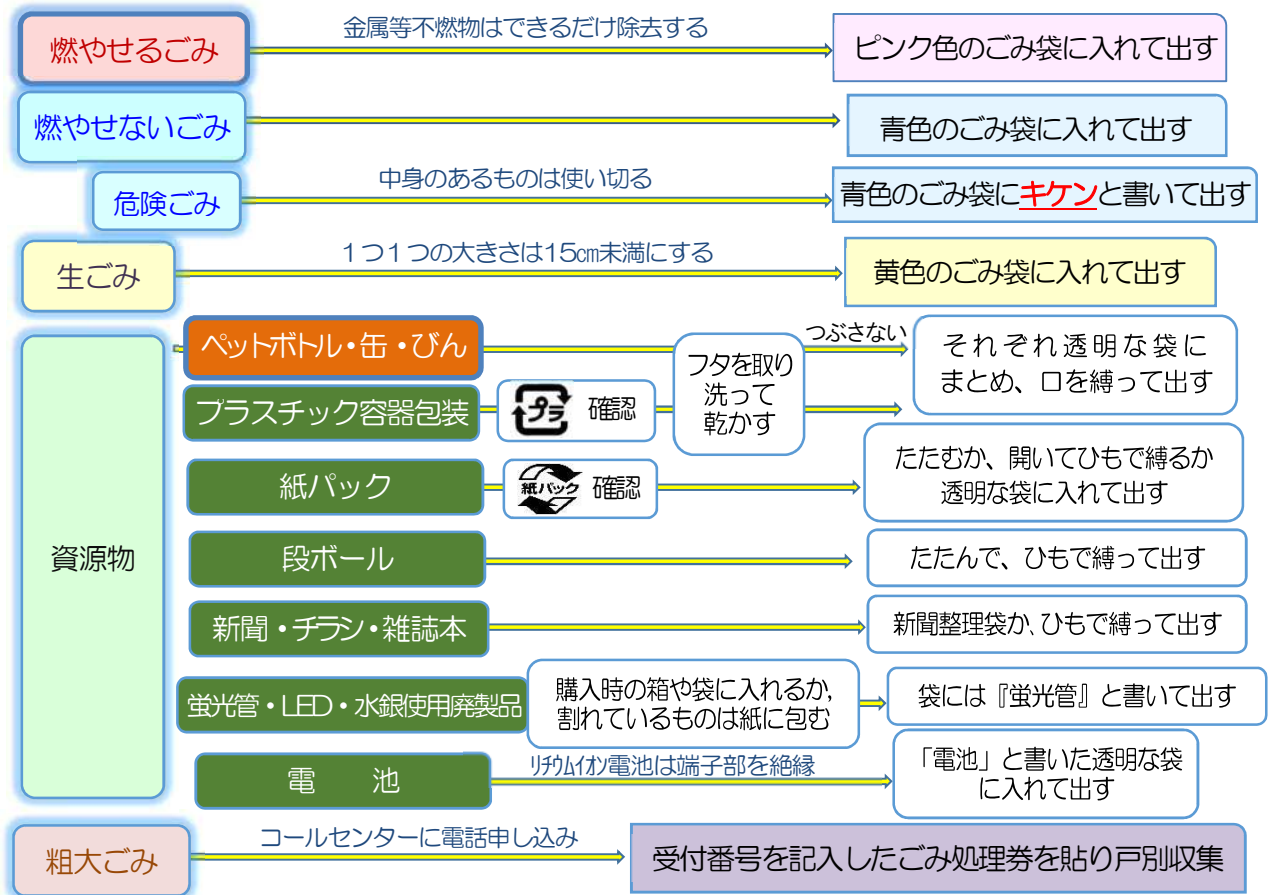 燃やせるごみ
金属等不燃物はできるだけ除去する
ピンク色のごみ袋に入れて出す
燃やせないごみ
青色のごみ袋に入れて出す
危険ごみ
中身のあるものは使い切る
青色のごみ袋にキケンと書いて出す
生ごみ
１つ１つの大きさは15㎝未満にする
黄色のごみ袋に入れて出す
資源物
ペットボトル・缶・びん
フタを取り
洗って
乾かす
つぶさない
それぞれ透明な袋に
まとめ、口を縛って出す
プラスチック容器包装
プラ
確認
紙パック
紙パック
確認
たたむか、開いてひもで縛るか
透明な袋に入れて出す
段ボール
たたんで、ひもで縛って出す
新聞・チラシ・雑誌本
新聞整理袋か、ひもで縛って出す
蛍光管・LED・水銀使用廃製品
購入時の箱や袋に入れるか,
割れているものは紙に包む
袋には『蛍光管』と書いて出す
電　池
ﾘﾁｳﾑｲｵﾝ電池は端子部を絶縁
「電池」と書いた透明な袋
に入れて出す
粗大ごみ
コールセンターに電話申し込み
受付番号を記入したごみ処理券を貼り戸別収集